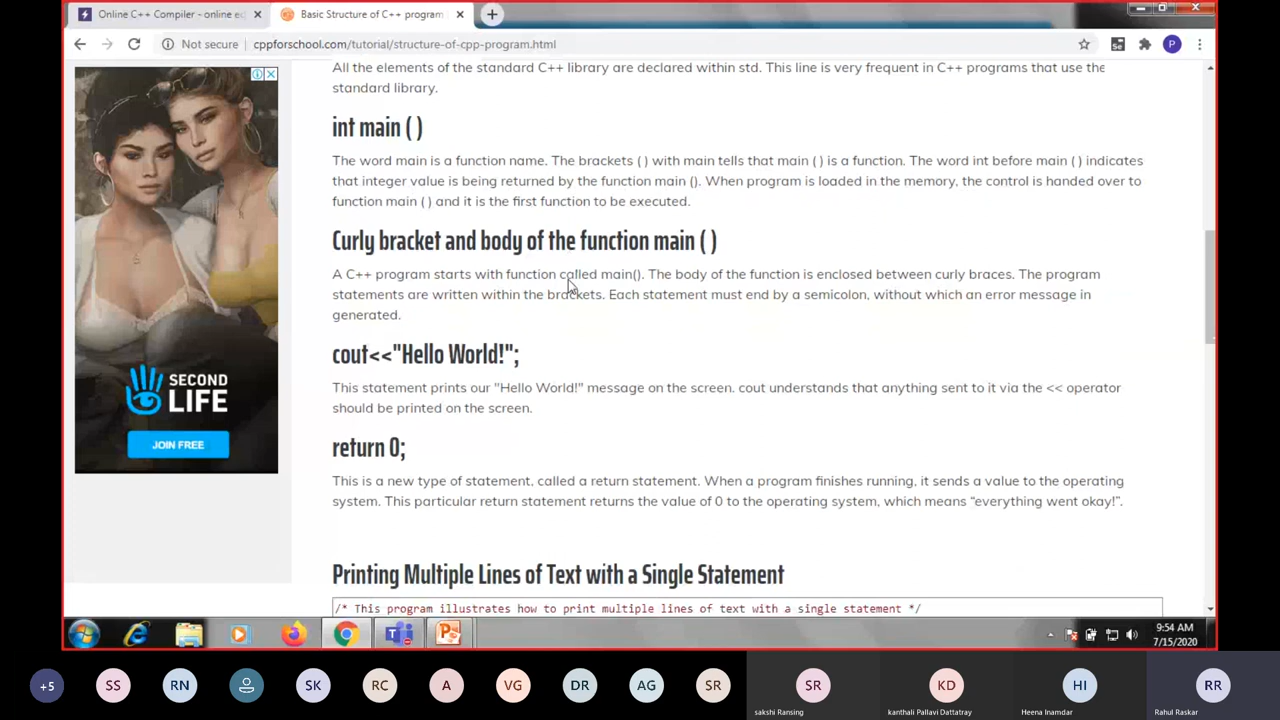 Online C++ Compiler - online ed
Basic Structure of C++ program
Not secure
cppforschool.com/tutorial/structure-of-cpp-program.html
P
All the elements of the standard C++ library are declared within std. This line is very frequent in C++ programs that use the
standard library.
int main ( )
The word main is a function name. The brackets ( ) with main tells that main ( ) is a function. The word int before main ( ) indicates
that integer value is being returned by the function main (). When program is loaded in the memory, the control is handed over to
function main ( ) and it is the first function to be executed.
Curly bracket and body of the function main ( )
A C++ program starts with function called main(). The body of the function is enclosed between curly braces. The program
statements are written within the brackets. Each statement must end by a semicolon, without which an error message in
generated.
cout<<"Hello World!";
This statement prints our "Hello World!" message on the screen. cout understands that anything sent to it via the << operator
should be printed on the screen.
return 0;
This is a new type of statement, called a return statement. When a program finishes running, it sends a value to the operating
system. This particular return statement returns the value of 0 to the operating system, which means “everything went okay!”.
Printing Multiple Lines of Text with a Single Statement
/* This program illustrates how to print multiple lines of text with a single statement */
SECOND
LIFE
JOIN FREE
9:54 AM
7/15/2020
+5
SS
RN
SK
RC
A
VG
DR
AG
SR
SR
KD
HI
RR
sakshi Ransing
kanthali Pallavi Dattatray
Heena Inamdar
Rahul Raskar